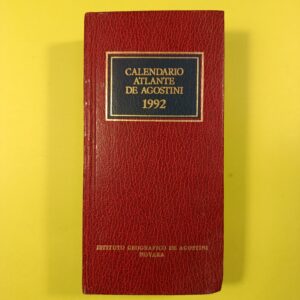 CALENDARIO
ATLANTE
DE AGOSTINI
1992
ISTITUTO GEOGRAFICO DE AGOSTINI
NOVARA